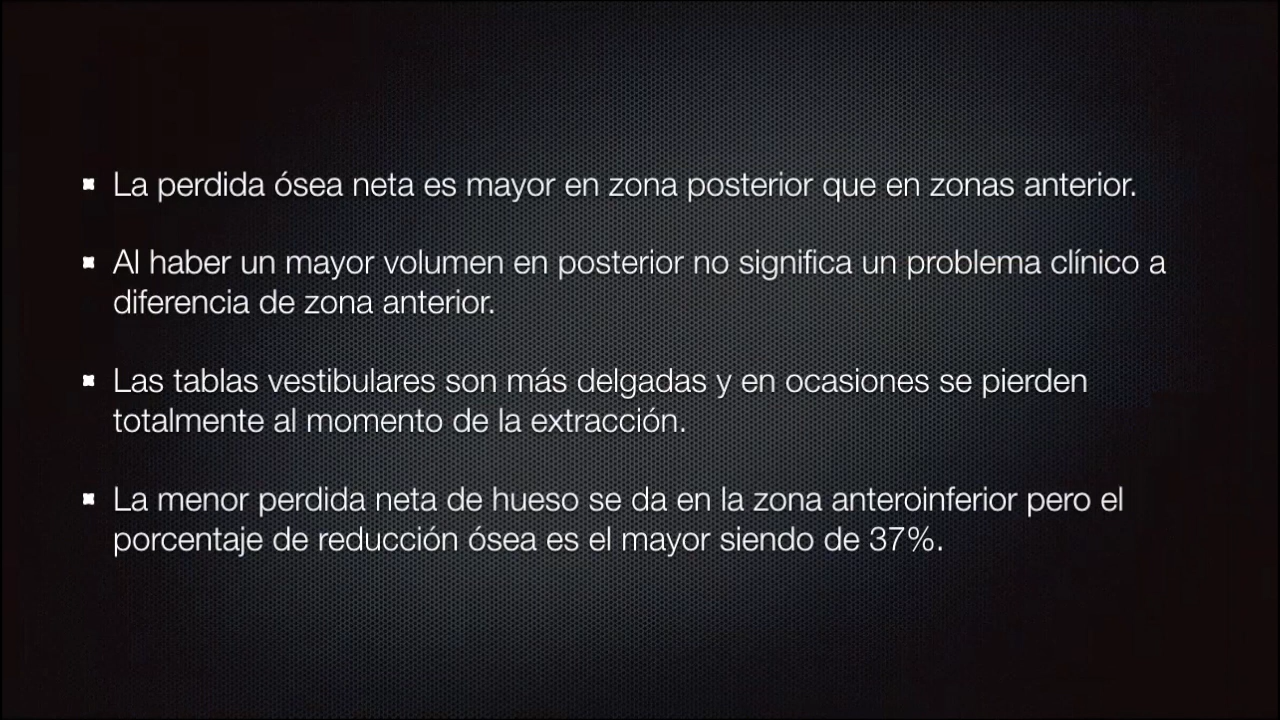 La perdida ósea neta es mayor en zona posterior que en zonas anterior.
Al haber un mayor volumen en posterior no significa un problema clínico a
diferencia de zona anterior.
Las tablas vestibulares son más delgadas y en ocasiones se pierden
totalmente al momento de la extracción.
La menor perdida neta de hueso se da en la zona anteroinferior pero el
porcentaje de reducción ósea es el mayor siendo de 37%.